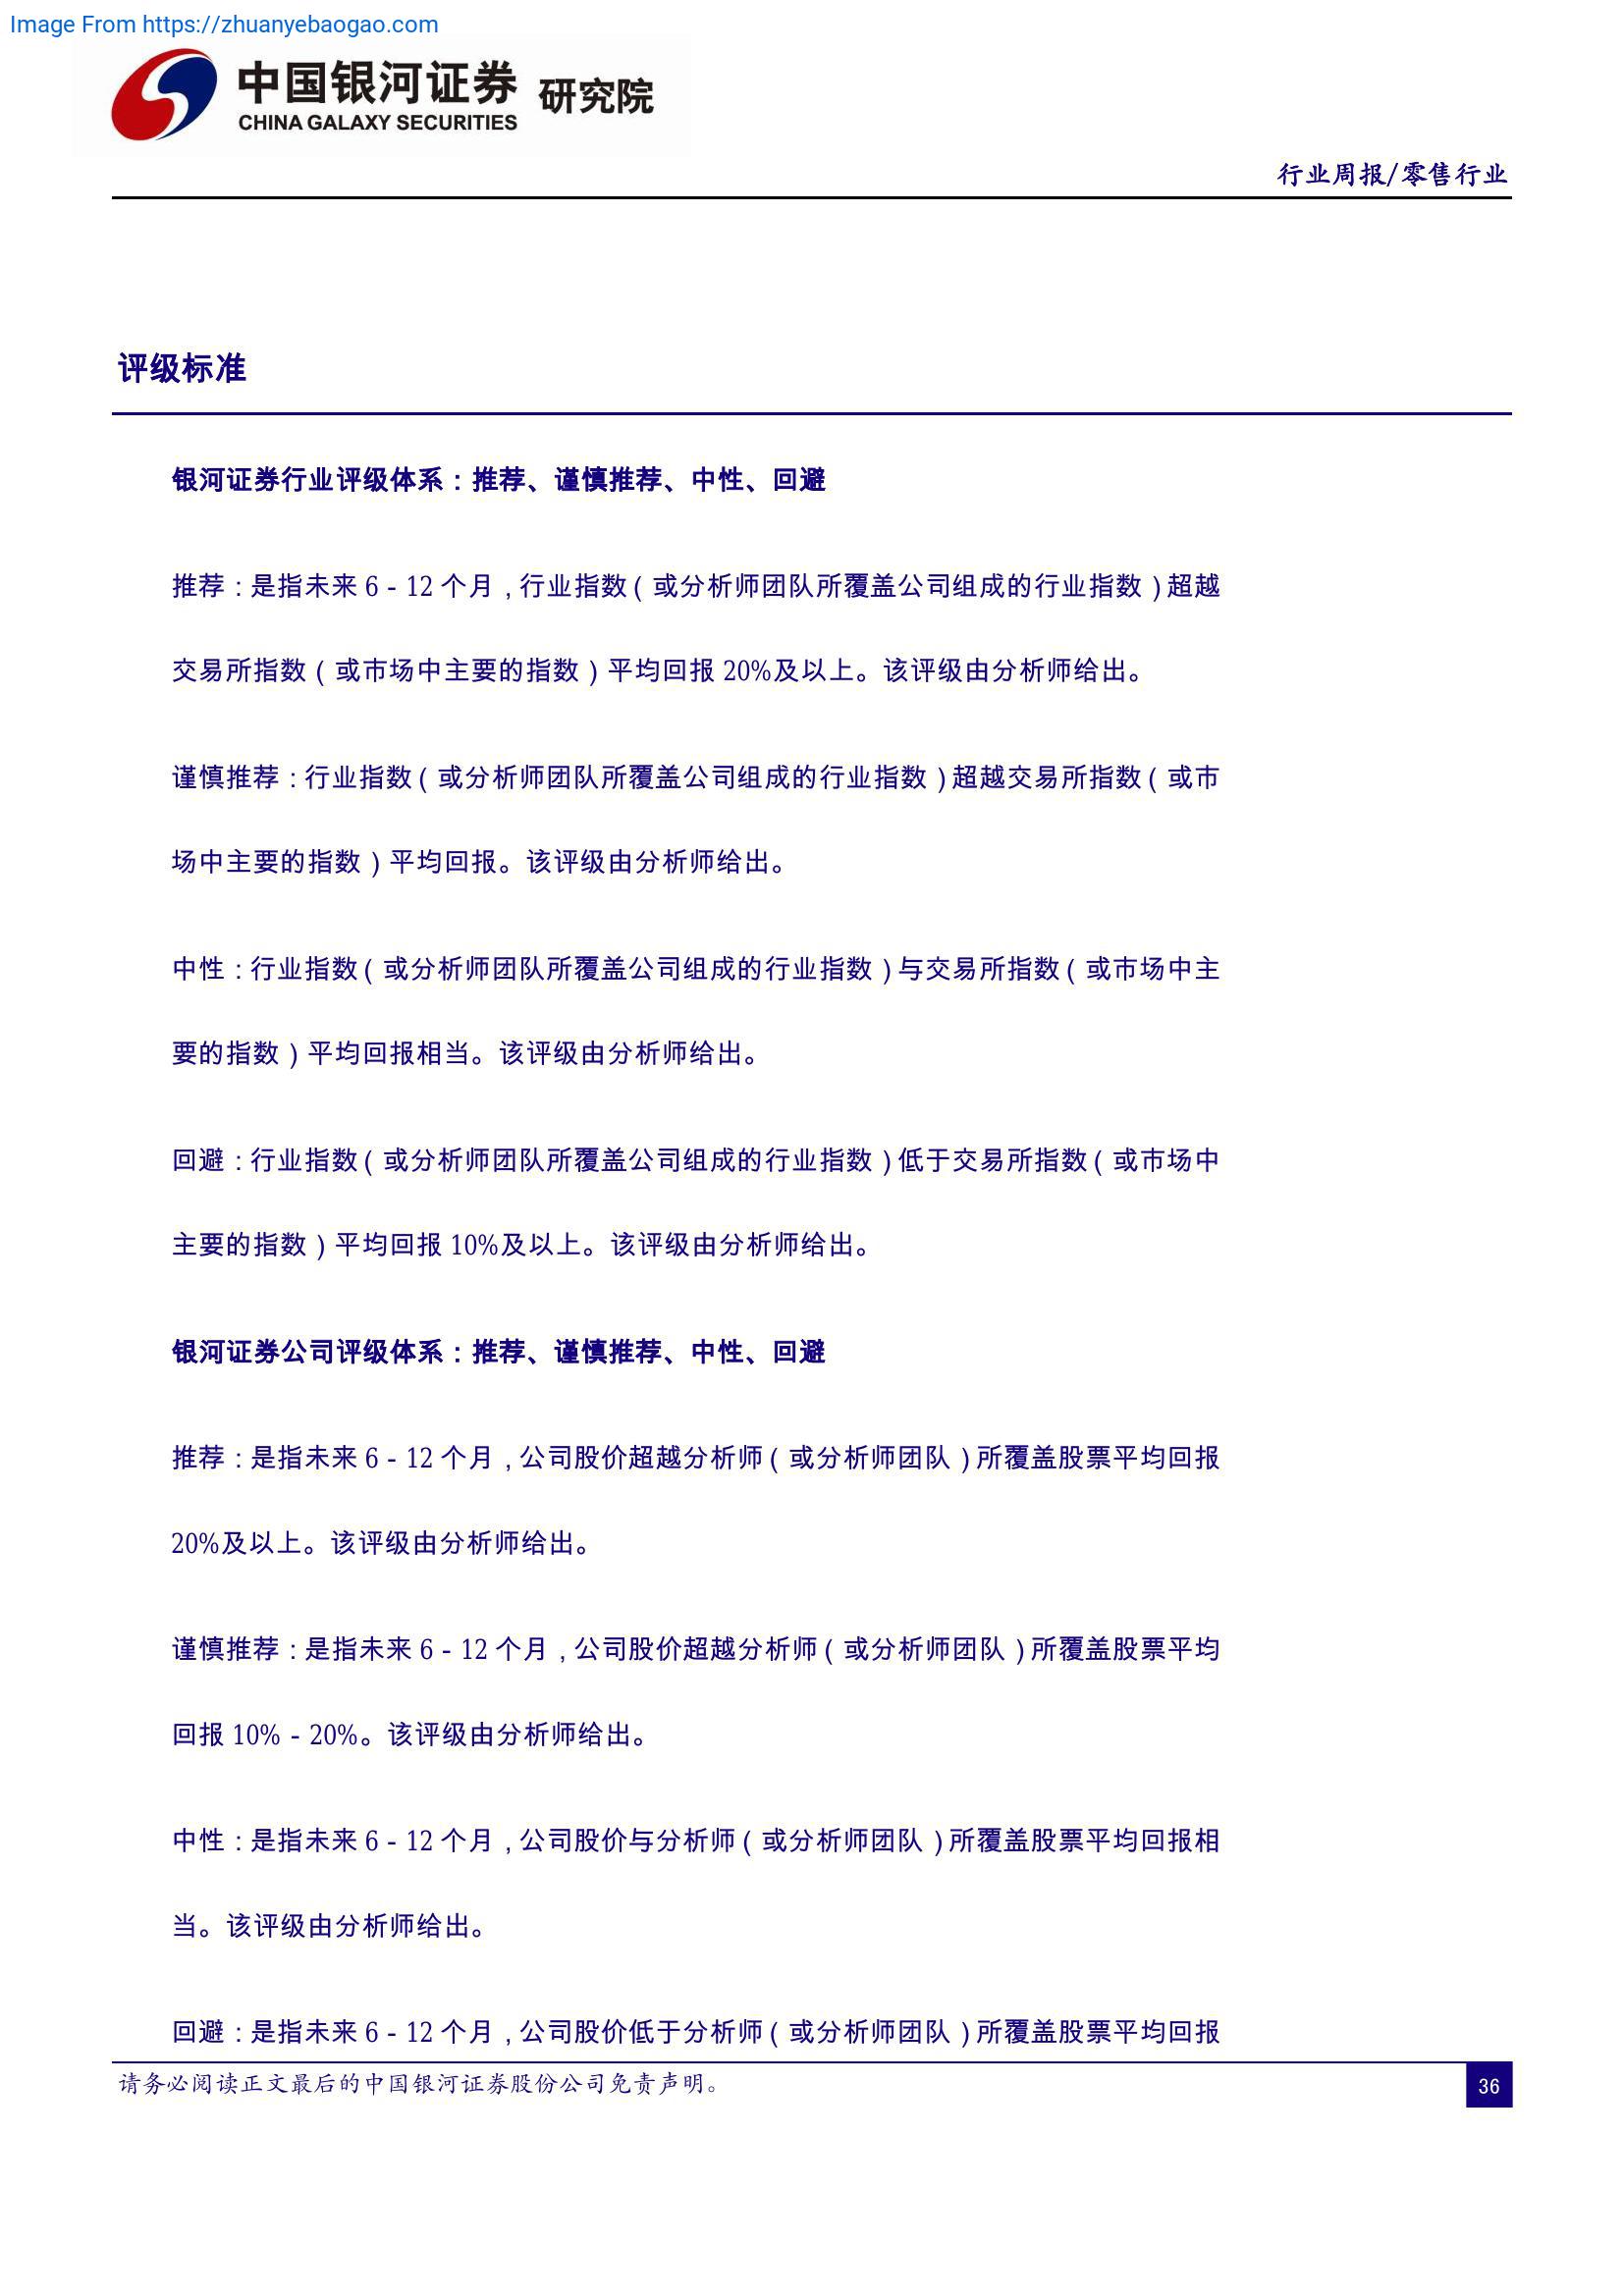 Image From https://zhuanyebaogao.com
中国银河证券 研究院
CHINA GALAXY SECURITIES
行业周报/零售行业
评级标准
银河证券行业评级体系：推荐、谨慎推荐、中性、回避
推荐：是指未来 6－12 个月，行业指数（或分析师团队所覆盖公司组成的行业指数）超越
交易所指数（或市场中主要的指数）平均回报 20%及以上。该评级由分析师给出。
谨慎推荐：行业指数（或分析师团队所覆盖公司组成的行业指数）超越交易所指数（或市
场中主要的指数）平均回报。该评级由分析师给出。
中性：行业指数（或分析师团队所覆盖公司组成的行业指数）与交易所指数（或市场中主
要的指数）平均回报相当。该评级由分析师给出。
回避：行业指数（或分析师团队所覆盖公司组成的行业指数）低于交易所指数（或市场中
主要的指数）平均回报 10%及以上。该评级由分析师给出。
银河证券公司评级体系：推荐、谨慎推荐、中性、回避
推荐：是指未来 6－12 个月，公司股价超越分析师（或分析师团队）所覆盖股票平均回报
20%及以上。该评级由分析师给出。
谨慎推荐：是指未来 6－12 个月，公司股价超越分析师（或分析师团队）所覆盖股票平均
回报 10%－20%。该评级由分析师给出。
中性：是指未来 6－12 个月，公司股价与分析师（或分析师团队）所覆盖股票平均回报相
当。该评级由分析师给出。
回避：是指未来 6－12 个月，公司股价低于分析师（或分析师团队）所覆盖股票平均回报
请务必阅读正文最后的中国银河证券股份公司免责声明。
36